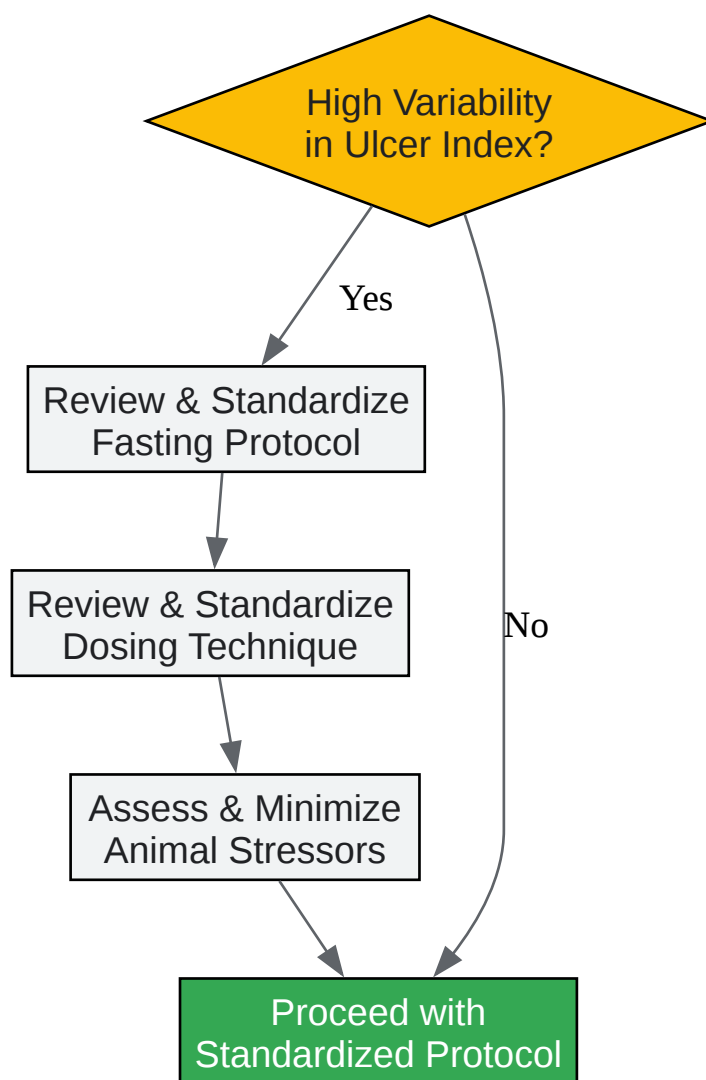 High Variability
in Ulcer Index?
Yes
Review & Standardize
Fasting Protocol
Review & Standardize
Dosing Technique
No
Assess & Minimize
Animal Stressors
Proceed with
Standardized Protocol